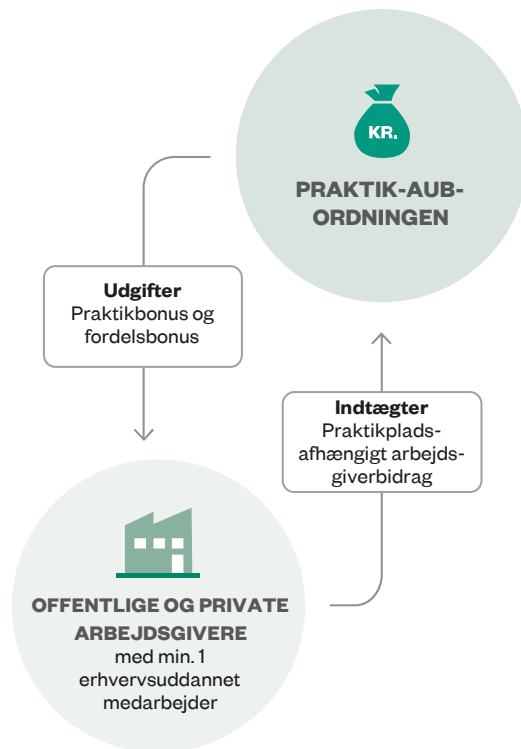 KR.
PRAKTIK-AUB-
ORDNINGEN
Udgifter
Praktikbonus og
fordelsbonus
Indtægter
Praktikplads-
afhængigt arbejds-
giverbidrag
OFFENTLIGE OG PRIVATE
ARBEJDSGIVERE
med min. 1
erhvervsuddannet
medarbejder